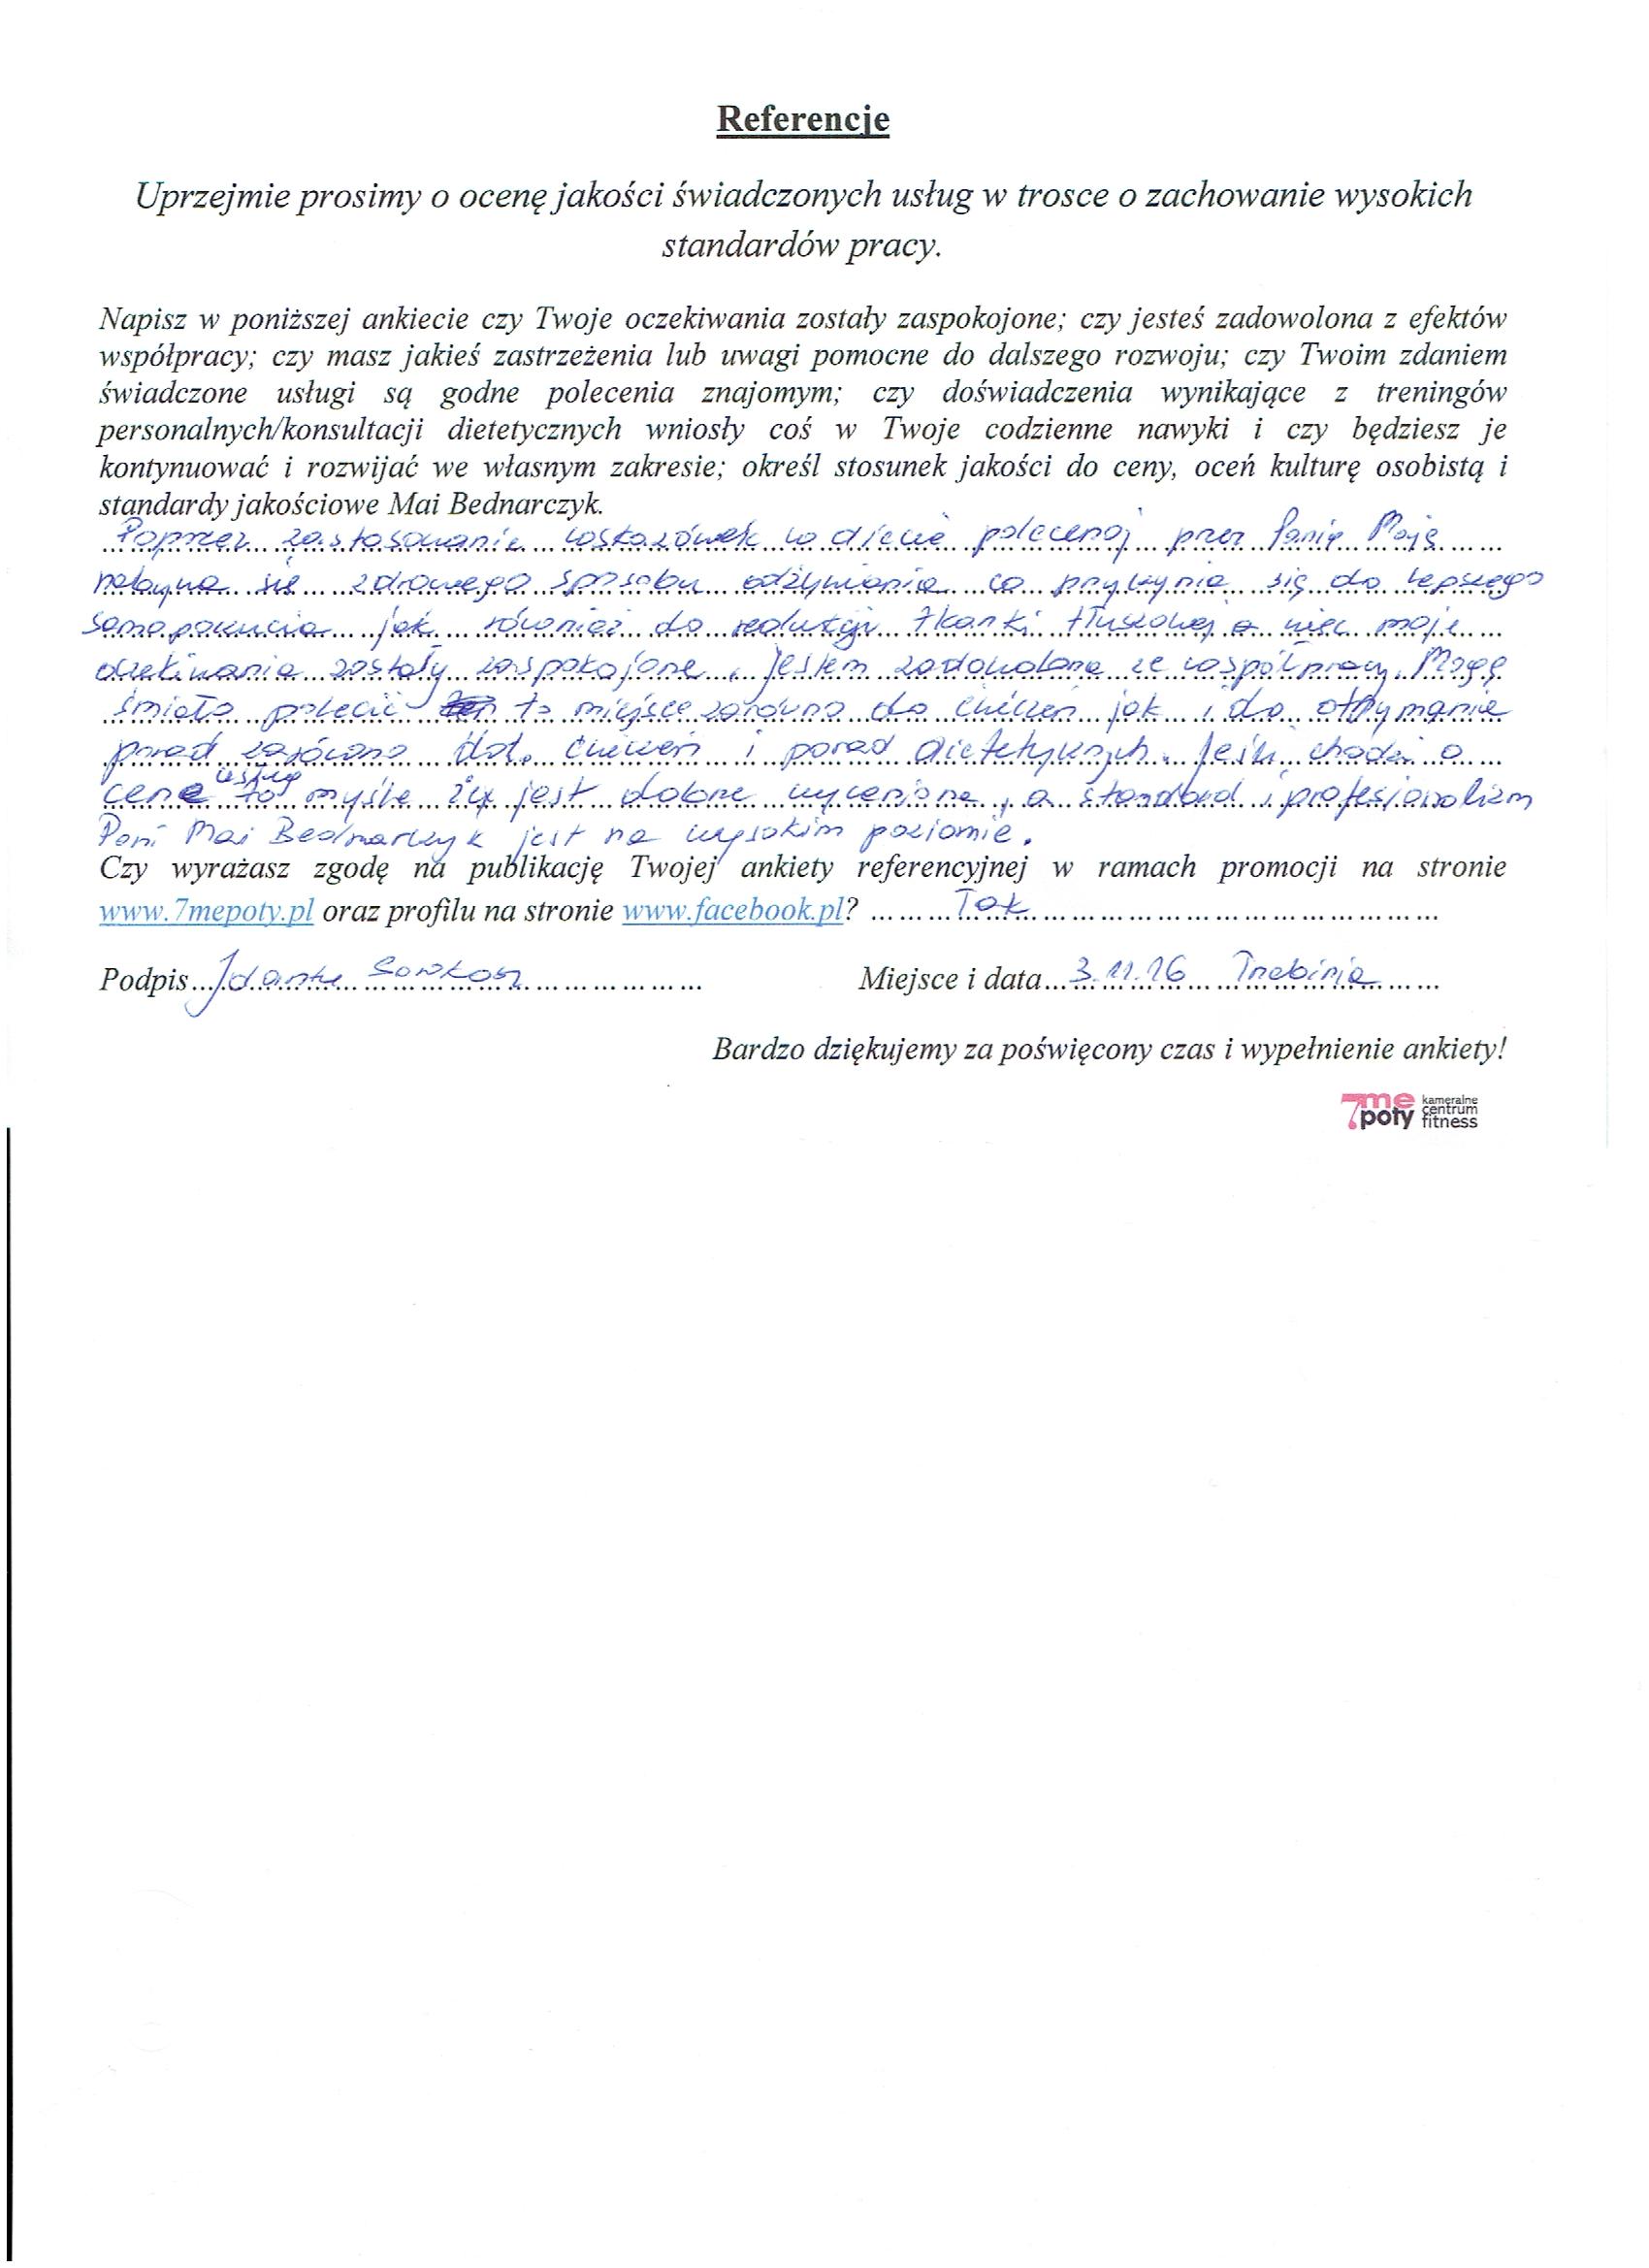 Referencje
Uprzejmie prosimy o ocenę jakości świadczonych usług w trosce o zachowanie wysokich
standardów pracy.
Napisz w poniższej ankiecie czy Twoje oczekiwania zostały zaspokojone; czy jesteś zadowolona z efektów
współpracy; czy masz jakieś zastrzeżenia lub uwagi pomocne do dalszego rozwoju; czy Twoim zdaniem
świadczone usługi są godne polecenia znajomym; czy doświadczenia wynikające z treningów
personalnych/konsultacji dietetycznych wniosły coś w Twoje codzienne nawyki i czy będziesz je
kontynuować i rozwijać we własnym zakresie; określ stosunek jakości do ceny, oceń kulturę osobistą i
standardy jakościowe Mai Bednarczyk.
Poprzez zastosowanie wskazówek w diecie poleconej przez Panią Maję
nabywa się zdrowego sposobu odżywiania co przyczynia się do lepszego
samopoczucia jak również do redukcji tkanki tłuszczowej a więc moje
oczekiwania zostały zaspokojone, jestem zadowolona ze współpracy. Mogę
śmiało polecić to miejsce zarówno do ćwiczeń jak i do otrzymania
porad zarówno dot. ćwiczeń i porad dietetycznych. Jeśli chodzi o
cenę usług to myślę że jest dobrze wyceniona, a standard i profesjonalizm
Pani Mai Bednarczyk jest na wysokim poziomie.
Czy wyrażasz zgodę na publikację Twojej ankiety referencyjnej w ramach promocji na stronie
www.7mepoty.pl oraz profilu na stronie www.facebook.pl? Tak
Podpis Miejsce i data 3.11.16 Trzebinia
Bardzo dziękujemy za poświęcony czas i wypełnienie ankiety!
7me poty kameralne centrum fitness